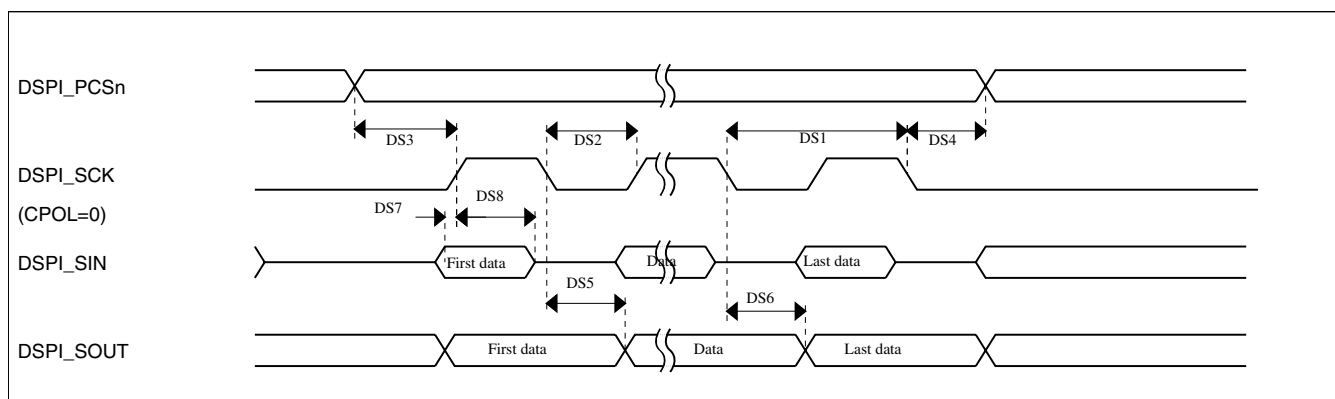 DSPI_PCSn
DS3
DS2
DS1
DS4
DSPI_SCK
(CPOL=0)
DS7
DS8
DSPI_SIN
First data
Data
Last data
DS5
DS6
DSPI_SOUT
First data
Data
Last data